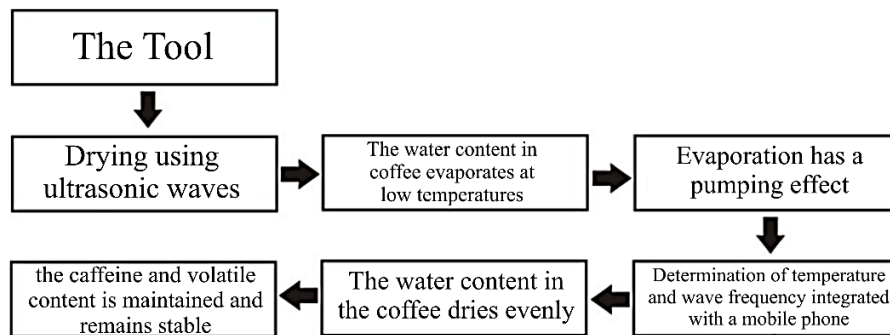 The Tool
Drying using
ultrasonic waves
The water content in
coffee evaporates at
low temperatures
Evaporation has a
pumping effect
Determination of temperature
and wave frequency integrated
with a mobile phone
The water content in
the coffee dries evenly
the caffeine and volatile
content is maintained and
remains stable